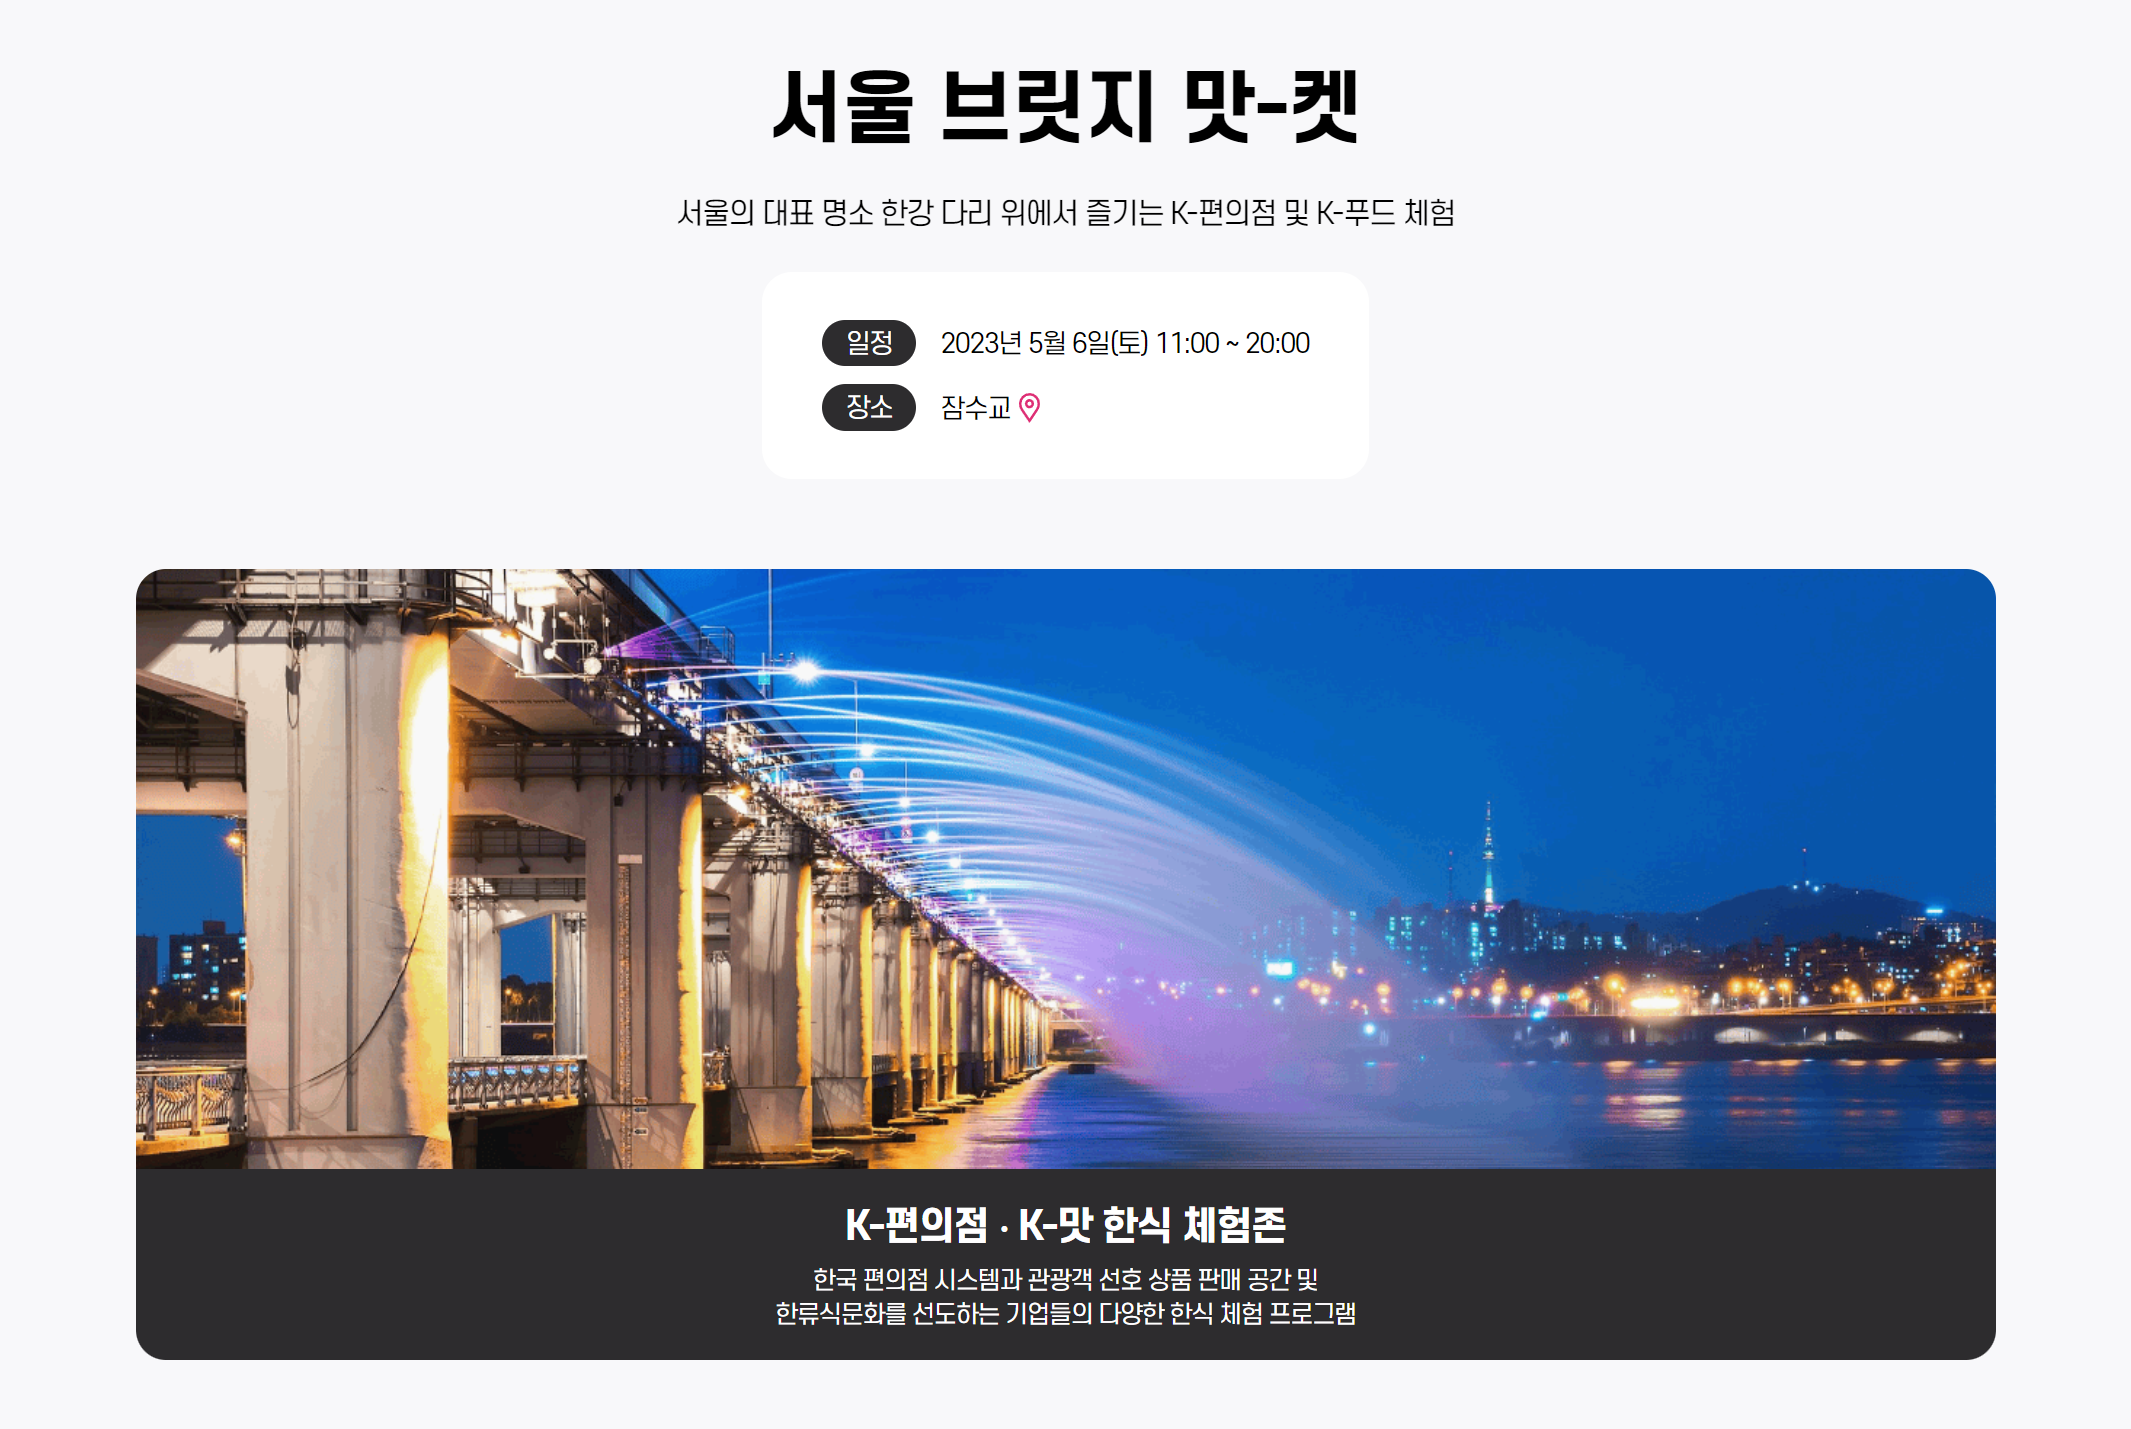 서울 브릿지 맛-켓
서울의 대표 명소 한강 다리 위에서 즐기는 K-편의점 및 K-푸드 체험
일정 2023년 5월 6일(토) 11:00 ~ 20:00
장소 잠수교
K-편의점 · K-맛 한식 체험존
한국 편의점 시스템과 관광객 선호 상품 판매 공간 및
한류식문화를 선도하는 기업들의 다양한 한식 체험 프로그램